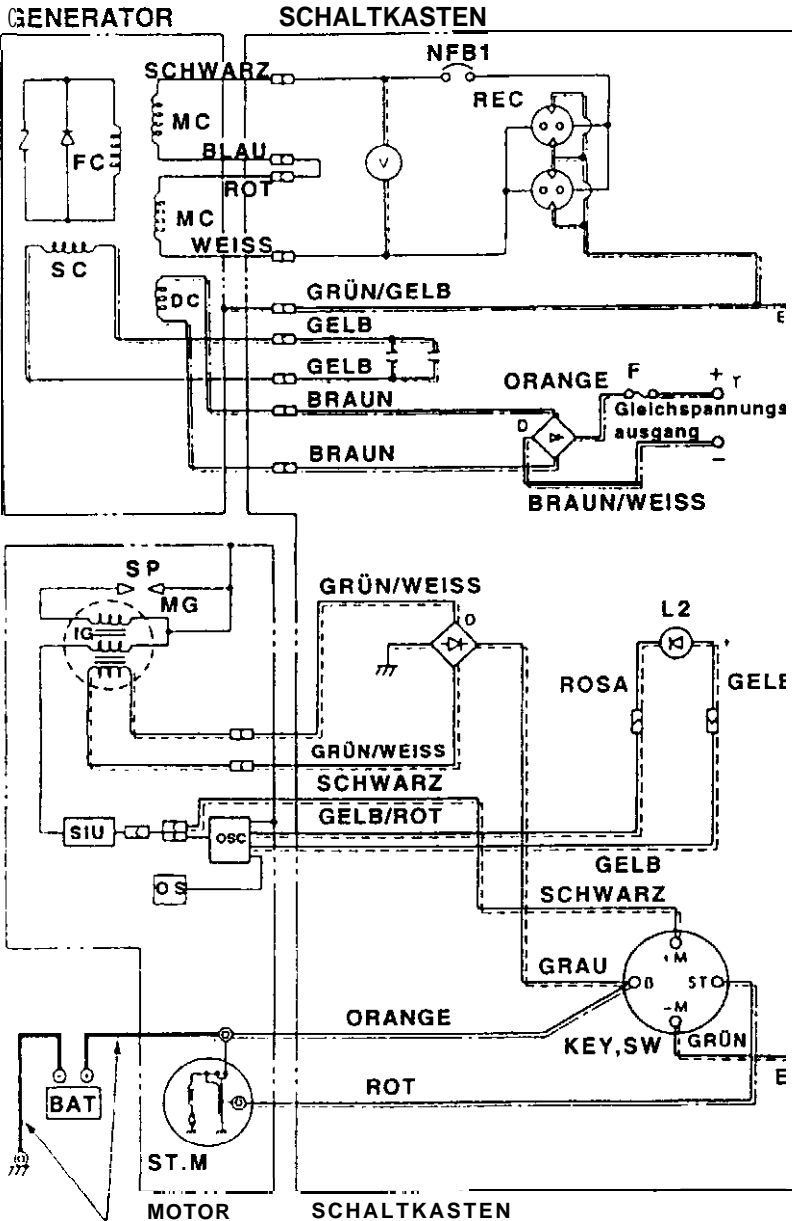 GENERATOR
SCHALTKASTEN
NFB1
SCHWARZ
REC
MC
BLAU
V
FC
ROT
MC
WEISS
SC
DC
GRÜN/GELB
E
GELB
GELB
ORANGE
F
+
BRAUN
Gleichspannungs
D
ausgang
BRAUN
–
BRAUN/WEISS
SP
GRÜN/WEISS
MG
L2
IG
D
+
ROSA
GELB
GRÜN/WEISS
SCHWARZ
GELB/ROT
SIU
OSC
GELB
OS
SCHWARZ
+M
GRAU
B
ST
–M
ORANGE
GRÜN
KEY,SW
E
ROT
BAT
ST.M
MOTOR
SCHALTKASTEN